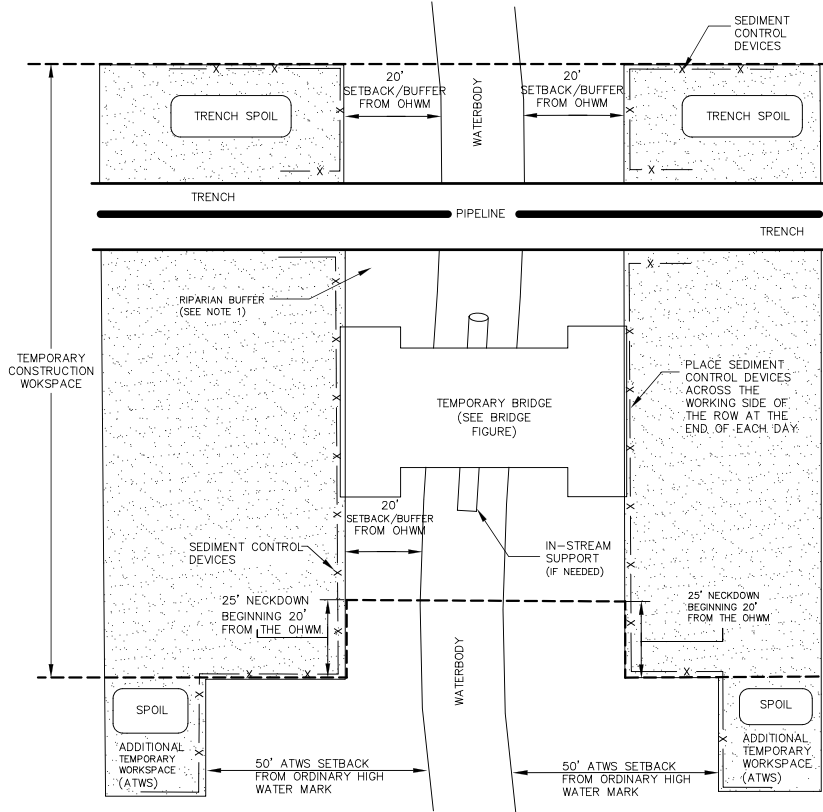 SEDIMENT
CONTROL
DEVICES
20'
SETBACK/BUFFER
FROM OHWM
WATERBODY
20'
SETBACK/BUFFER
FROM OHWM
TRENCH SPOIL
TRENCH SPOIL
TRENCH
PIPELINE
TRENCH
RIPARIAN BUFFER
(SEE NOTE 1)
TEMPORARY
CONSTRUCTION
WOKSPACE
PLACE SEDIMENT
CONTROL DEVICES
ACROSS THE
WORKING SIDE OF
THE ROW AT THE
END OF EACH DAY
TEMPORARY BRIDGE
(SEE BRIDGE
FIGURE)
20'
SETBACK/BUFFER
FROM OHWM
SEDIMENT CONTROL
DEVICES
IN-STREAM
SUPPORT
(IF NEEDED)
25' NECKDOWN
BEGINNING 20'
FROM THE OHWM
25' NECKDOWN
BEGINNING 20'
FROM THE OHWM
WATERBODY
SPOIL
SPOIL
ADDITIONAL
TEMPORARY
WORKSPACE
(ATWS)
50' ATWS SETBACK
FROM ORDINARY HIGH
WATER MARK
50' ATWS SETBACK
FROM ORDINARY HIGH
WATER MARK
ADDITIONAL
TEMPORARY
WORKSPACE
(ATWS)